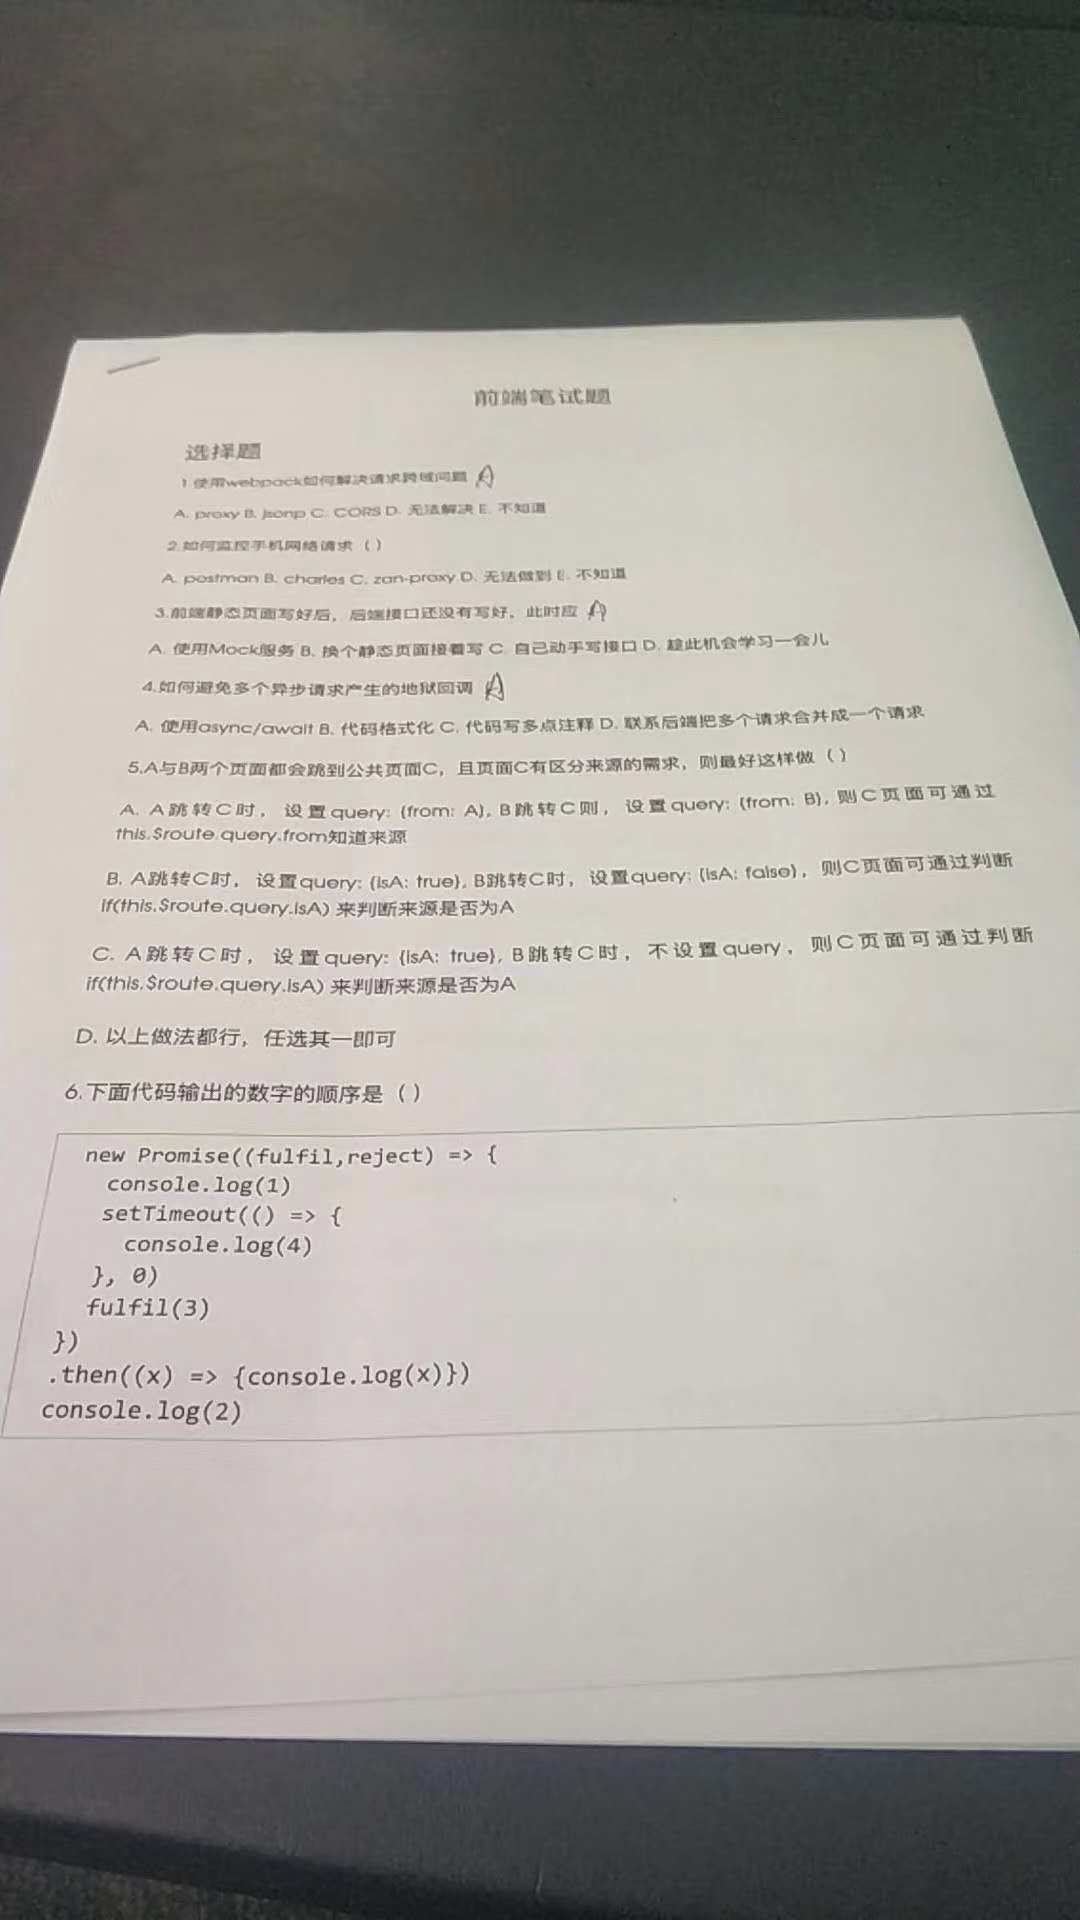 前端笔试题
选择题
1.使用webpack如何解决请求跨域问题 A
A. proxy B. jsonp C. CORS D. 无法解决 E. 不知道
2.如何监控手机网络请求（ ）
A. postman B. charles C. zan-proxy D. 无法做到 E. 不知道
3.前端静态页面写好后，后端接口还没有写好，此时应 A
A. 使用Mock服务 B. 换个静态页面接着写 C. 自己动手写接口 D. 趁此机会学习一会儿
4.如何避免多个异步请求产生的地狱回调 A
A. 使用async/await B. 代码格式化 C. 代码写多点注释 D. 联系后端把多个请求合并成一个请求
5.A与B两个页面都会跳到公共页面C，且页面C有区分来源的需求，则最好这样做（ ）
A. A跳转C时，设置query: {from: A}, B跳转C则，设置query: {from: B}, 则C页面可通过
this.$route.query.from知道来源
B. A跳转C时，设置query: {isA: true}, B跳转C时，设置query: {isA: false}，则C页面可通过判断
if(this.$route.query.isA) 来判断来源是否为A
C. A跳转C时，设置query: {isA: true}, B跳转C时，不设置query，则C页面可通过判断
if(this.$route.query.isA) 来判断来源是否为A
D. 以上做法都行，任选其一即可
6.下面代码输出的数字的顺序是（ ）
new Promise((fulfil,reject) => {
console.log(1)
setTimeout(() => {
console.log(4)
}, 0)
fulfil(3)
})
.then((x) => {console.log(x)})
console.log(2)